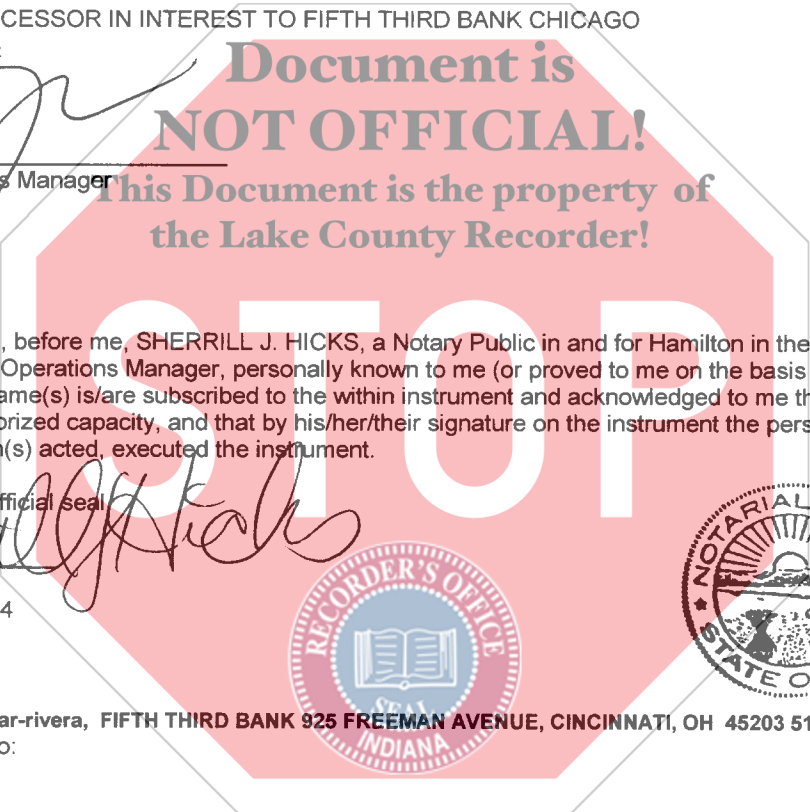 CESSOR IN INTEREST TO FIFTH THIRD BANK CHICAGO
Document is
NOT OFFICIAL!
s Manager
This Document is the property of
the Lake County Recorder!
STOP
, before me, SHERRILL J. HICKS, a Notary Public in and for Hamilton in the
Operations Manager, personally known to me (or proved to me on the basis
ame(s) is/are subscribed to the within instrument and acknowledged to me th
orized capacity, and that by his/her/their signature on the instrument the pers
n(s) acted, executed the instrument.
fficial seal
ll J Hicks
NOTARIAL
STATE O
RECORDER'S OFFICE
SEAL
INDIANA
4
ar-rivera, FIFTH THIRD BANK 925 FREEMAN AVENUE, CINCINNATI, OH 45203 51
o: